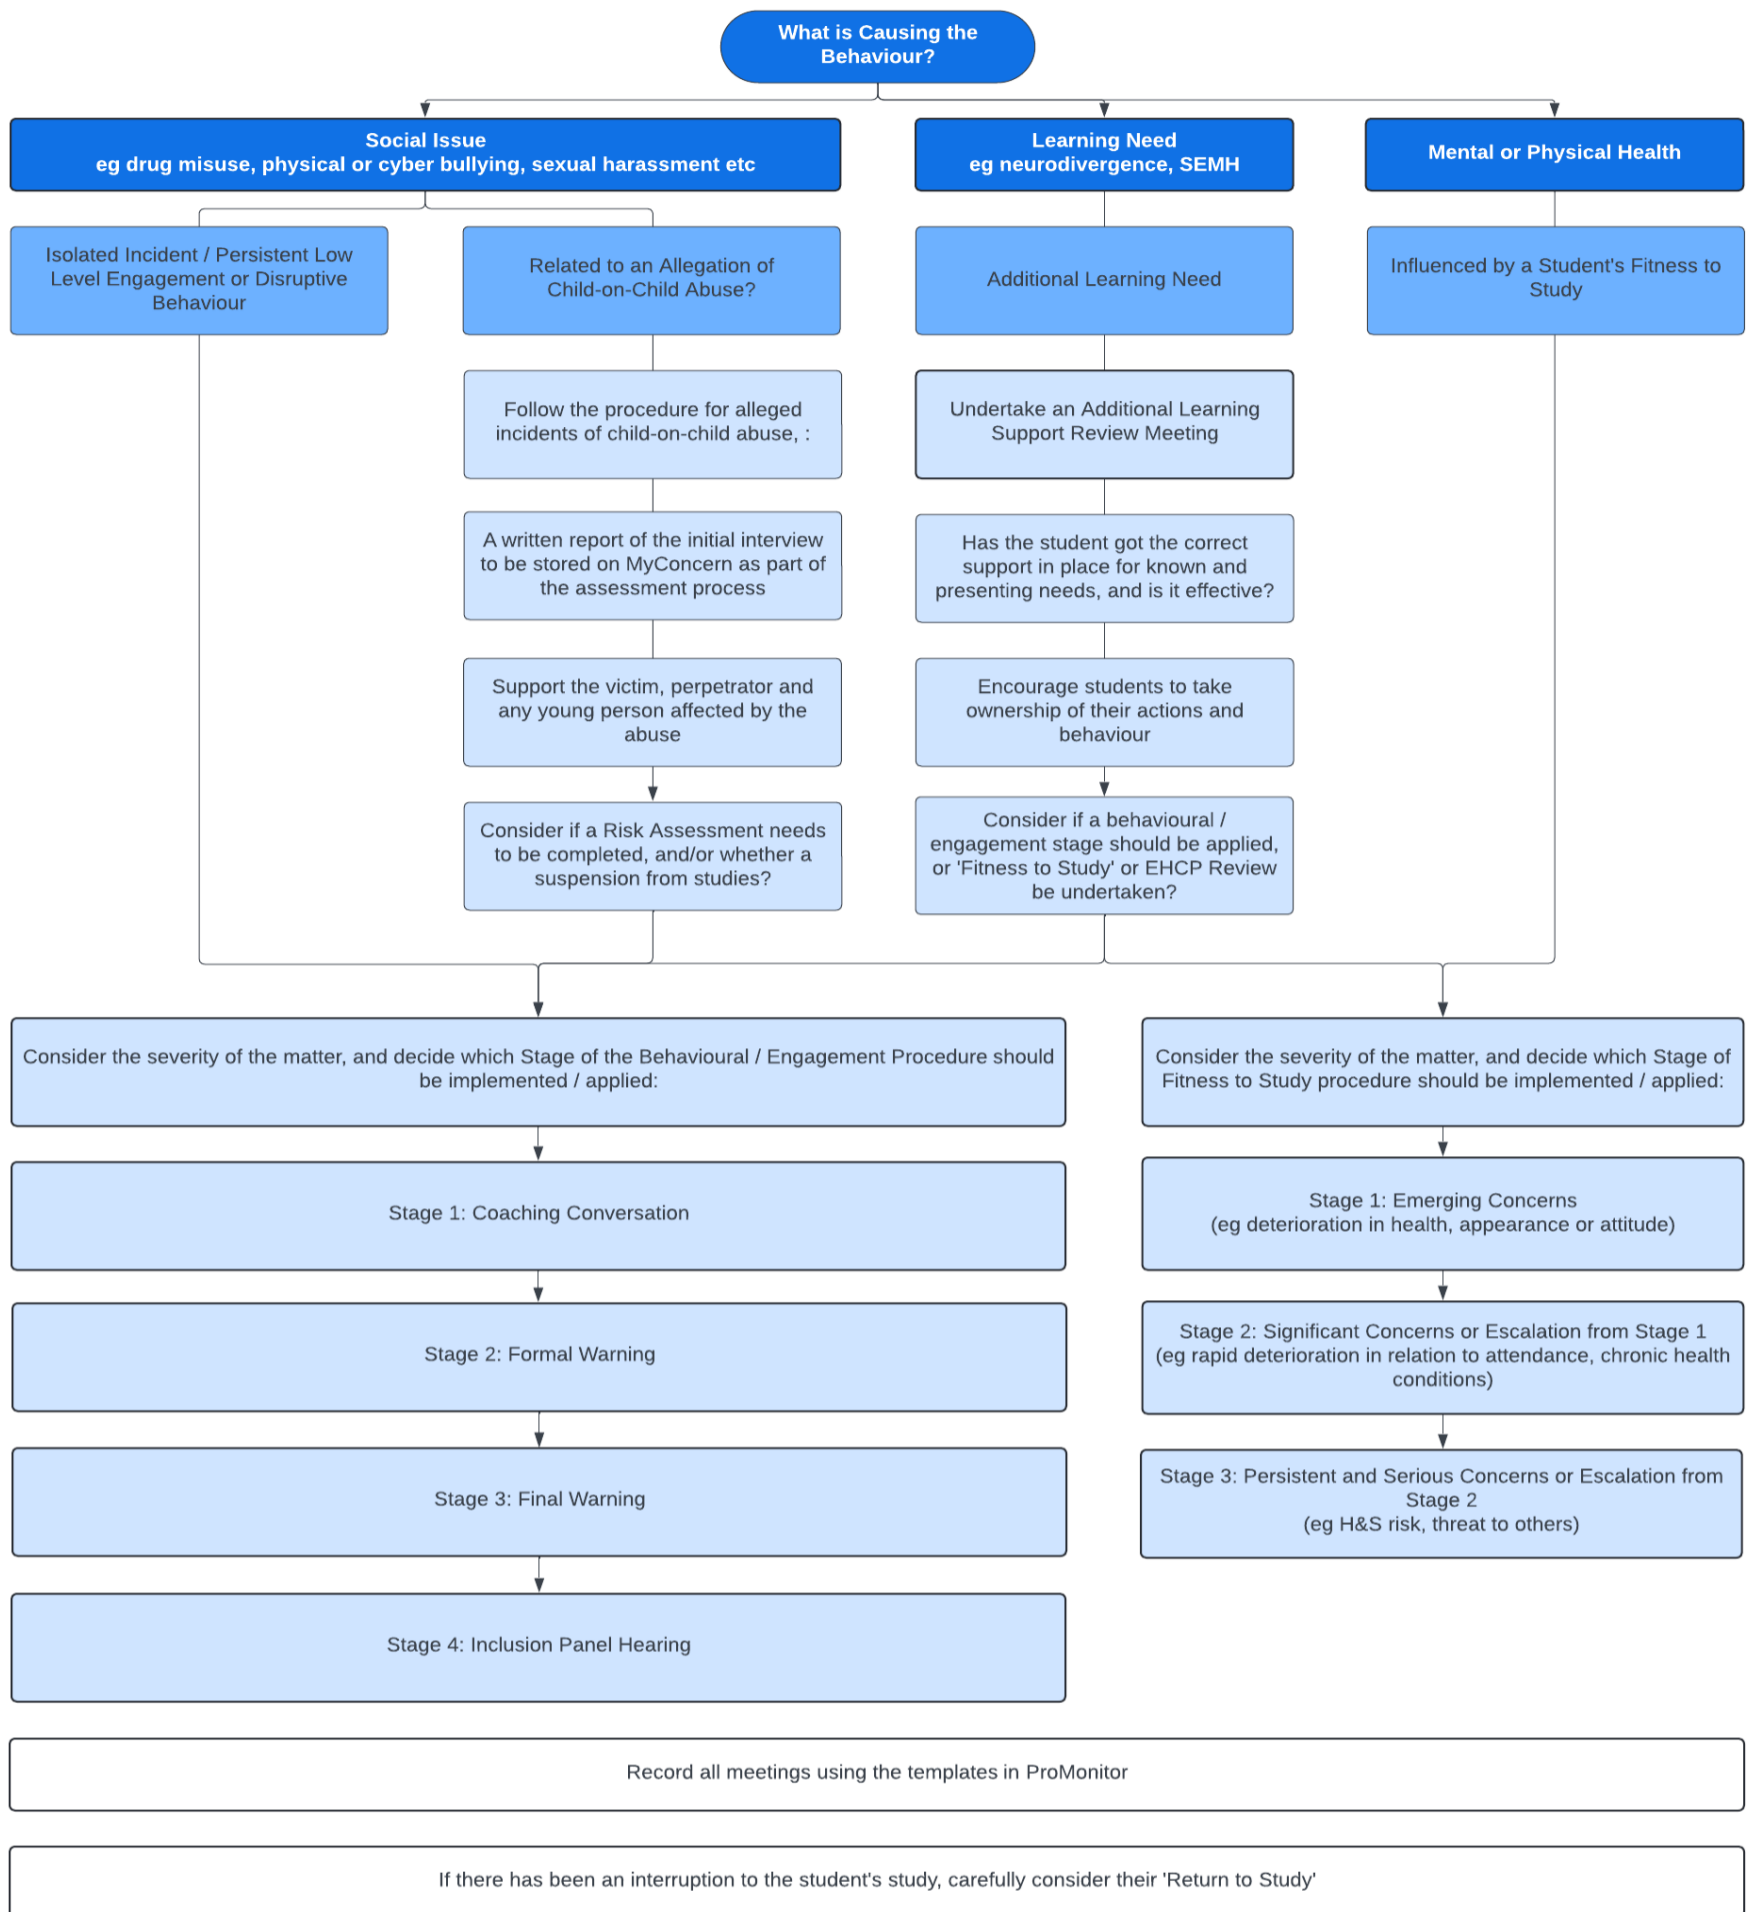 What is Causing the
Behaviour?
Social Issue
eg drug misuse, physical or cyber bullying, sexual harassment etc
Learning Need
eg neurodivergence, SEMH
Mental or Physical Health
Isolated Incident / Persistent Low
Level Engagement or Disruptive
Behaviour
Related to an Allegation of
Child-on-Child Abuse?
Additional Learning Need
Influenced by a Student's Fitness to
Study
Follow the procedure for alleged
incidents of child-on-child abuse, :
Undertake an Additional Learning
Support Review Meeting
A written report of the initial interview
to be stored on MyConcern as part of
the assessment process
Has the student got the correct
support in place for known and
presenting needs, and is it effective?
Support the victim, perpetrator and
any young person affected by the
abuse
Encourage students to take
ownership of their actions and
behaviour
Consider if a Risk Assessment needs
to be completed, and/or whether a
suspension from studies?
Consider if a behavioural /
engagement stage should be applied,
or 'Fitness to Study' or EHCP Review
be undertaken?
Consider the severity of the matter, and decide which Stage of the Behavioural / Engagement Procedure should
be implemented / applied:
Consider the severity of the matter, and decide which Stage of
Fitness to Study procedure should be implemented / applied:
Stage 1: Coaching Conversation
Stage 1: Emerging Concerns
(eg deterioration in health, appearance or attitude)
Stage 2: Formal Warning
Stage 2: Significant Concerns or Escalation from Stage 1
(eg rapid deterioration in relation to attendance, chronic health
conditions)
Stage 3: Final Warning
Stage 3: Persistent and Serious Concerns or Escalation from
Stage 2
(eg H&S risk, threat to others)
Stage 4: Inclusion Panel Hearing
Record all meetings using the templates in ProMonitor
If there has been an interruption to the student's study, carefully consider their 'Return to Study'